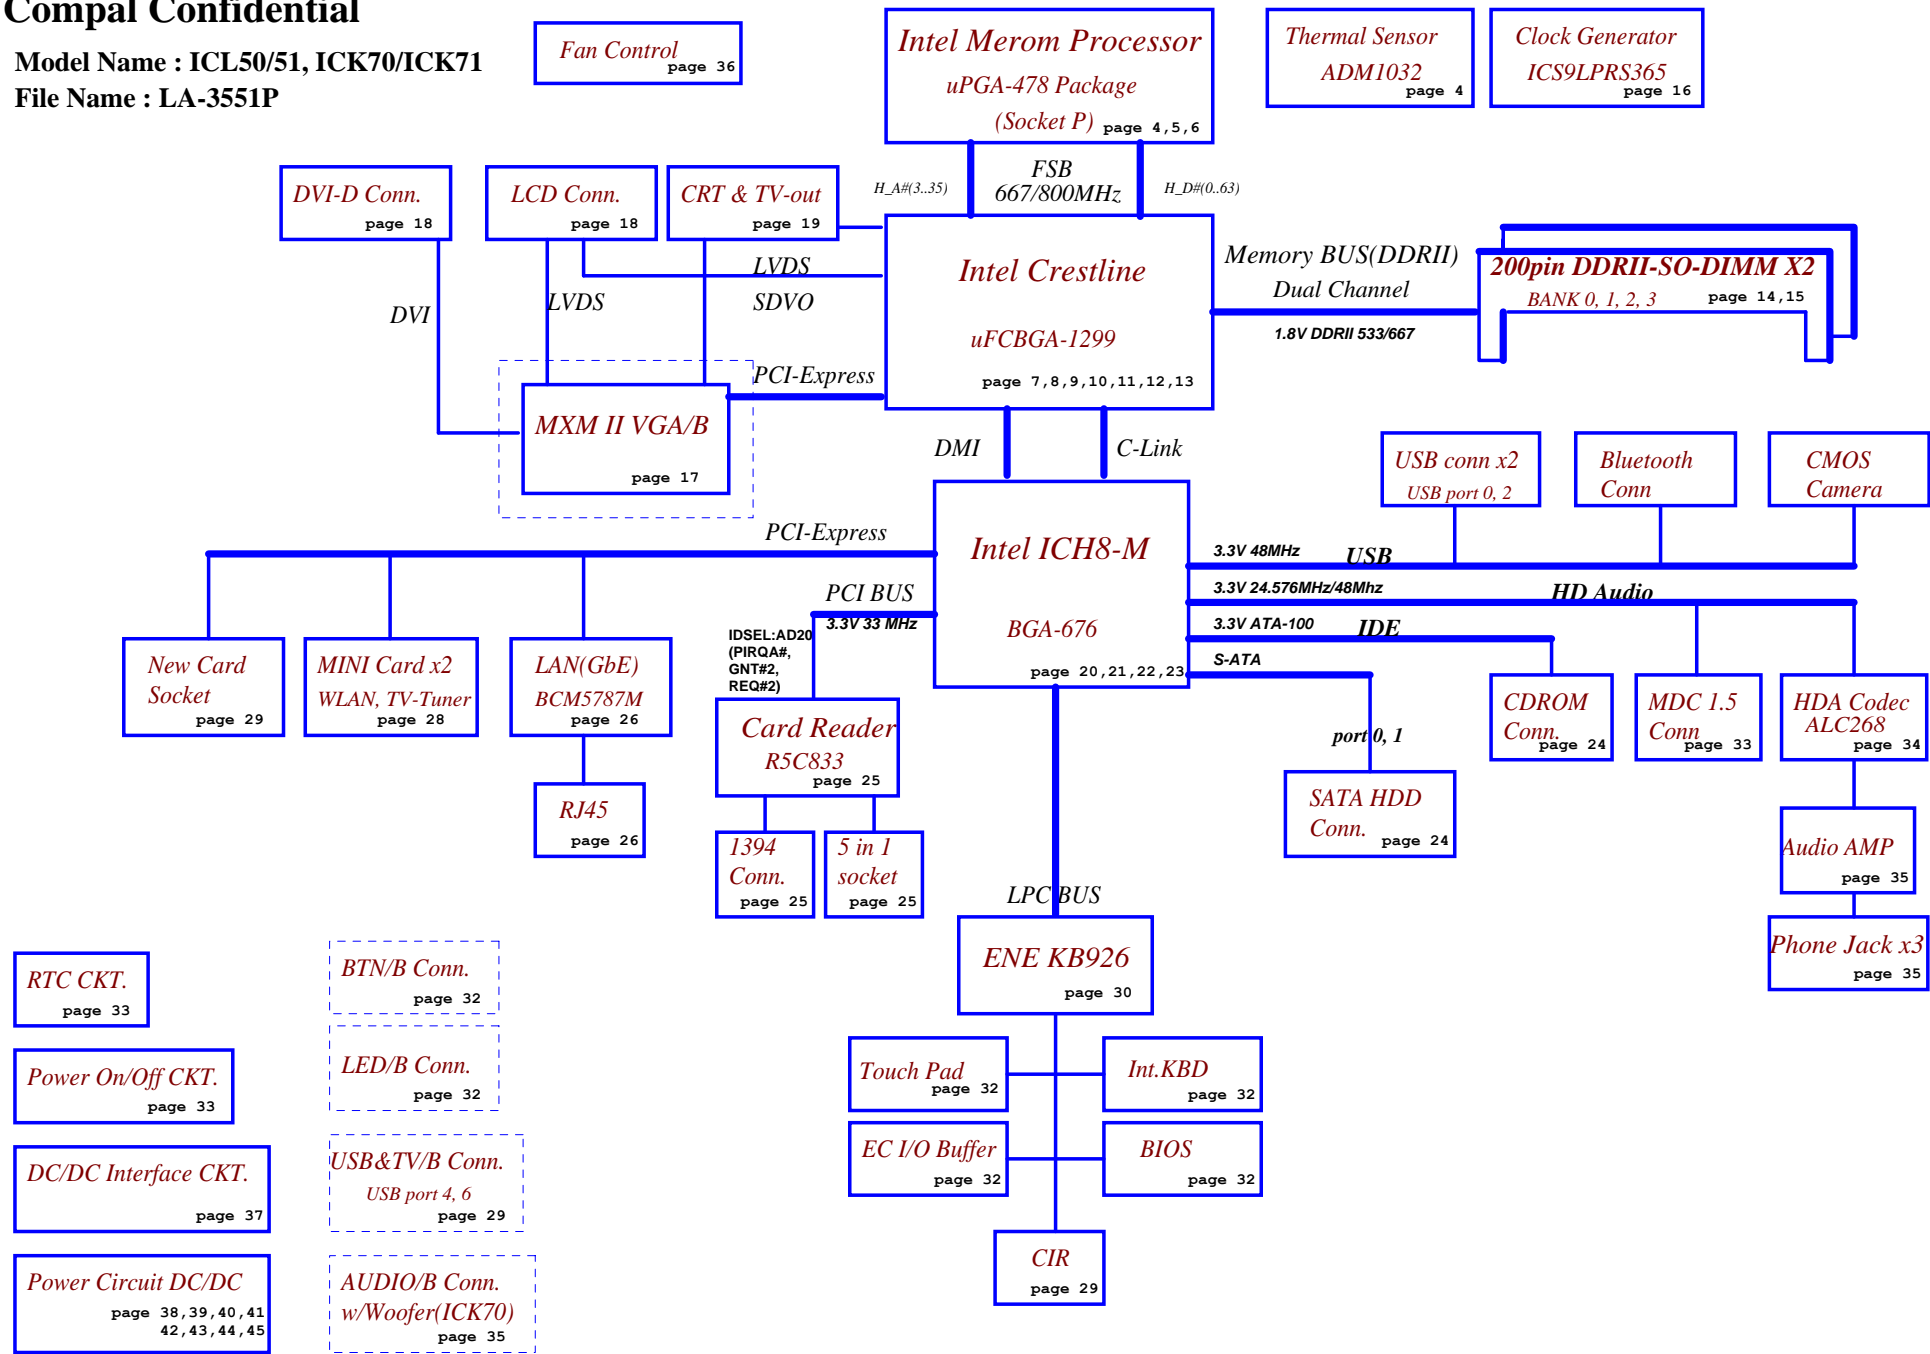 Compal Confidential
Model Name : ICL50/51, ICK70/ICK71
File Name : LA-3551P
Fan Control
page 36
Intel Merom Processor
uPGA-478 Package
(Socket P)
page 4,5,6
Thermal Sensor
ADM1032
page 4
Clock Generator
ICS9LPRS365
page 16
DVI-D Conn.
page 18
LCD Conn.
page 18
CRT & TV-out
page 19
H_A#(3..35)
FSB
667/800MHz
H_D#(0..63)
LVDS
SDVO
LVDS
DVI
Intel Crestline
uFCBGA-1299
page 7,8,9,10,11,12,13
Memory BUS(DDRII)
Dual Channel
1.8V DDRII 533/667
200pin DDRII-SO-DIMM X2
BANK 0, 1, 2, 3
page 14,15
PCI-Express
MXM II VGA/B
page 17
DMI
C-Link
USB conn x2
USB port 0, 2
Bluetooth
Conn
CMOS
Camera
PCI-Express
Intel ICH8-M
BGA-676
page 20,21,22,23
3.3V 48MHz
USB
3.3V 24.576MHz/48Mhz
HD Audio
3.3V ATA-100
IDE
S-ATA
PCI BUS
3.3V 33 MHz
IDSEL:AD20
(PIRQA#,
GNT#2,
REQ#2)
New Card
Socket
page 29
MINI Card x2
WLAN, TV-Tuner
page 28
LAN(GbE)
BCM5787M
page 26
Card Reader
R5C833
page 25
port 0, 1
CDROM
Conn.
page 24
MDC 1.5
Conn
page 33
HDA Codec
ALC268
page 34
RJ45
page 26
1394
Conn.
page 25
5 in 1
socket
page 25
SATA HDD
Conn.
page 24
Audio AMP
page 35
LPC BUS
ENE KB926
page 30
Phone Jack x3
page 35
RTC CKT.
page 33
BTN/B Conn.
page 32
Power On/Off CKT.
page 33
LED/B Conn.
page 32
Touch Pad
page 32
Int.KBD
page 32
DC/DC Interface CKT.
page 37
USB&TV/B Conn.
USB port 4, 6
page 29
EC I/O Buffer
page 32
BIOS
page 32
Power Circuit DC/DC
page 38,39,40,41
42,43,44,45
AUDIO/B Conn.
w/Woofer(ICK70)
page 35
CIR
page 29